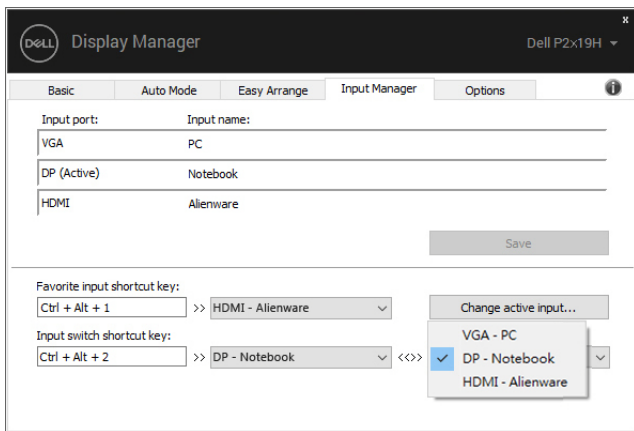 x
DELL Display Manager Dell P2x19H
Basic Auto Mode Easy Arrange Input Manager Options i
Input port: Input name:
VGA PC
DP (Active) Notebook
HDMI Alienware
Save
Favorite input shortcut key:
Ctrl + Alt + 1 >> HDMI - Alienware Change active input...
Input switch shortcut key:
Ctrl + Alt + 2 >> DP - Notebook <<>>
VGA - PC
DP - Notebook
HDMI - Alienware